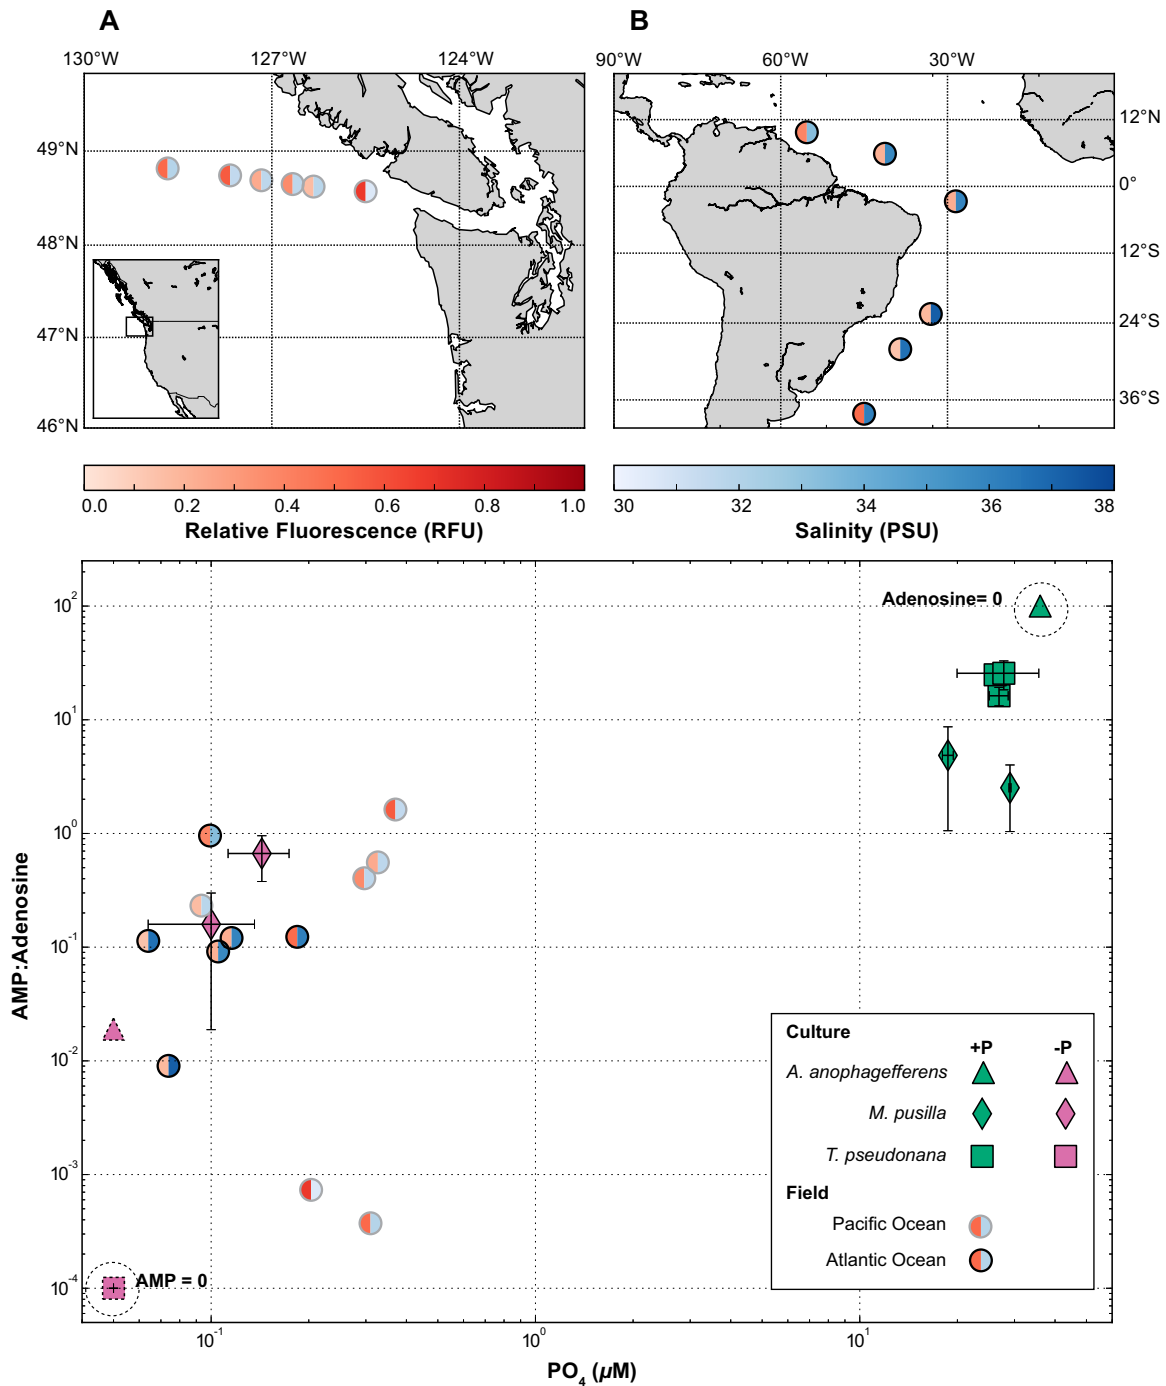 A
B
130°W 127°W 124°W
90°W 60°W 30°W
49°N
48°N
47°N
46°N
12°N
0°
12°S
24°S
36°S
0.0 0.2 0.4 0.6 0.8 1.0
Relative Fluorescence (RFU)
30 32 34 36 38
Salinity (PSU)
AMP:Adenosine
10²
10¹
10⁰
10⁻¹
10⁻²
10⁻³
10⁻⁴
Adenosine= 0
AMP = 0
Culture
+P -P
A. anophagefferens
M. pusilla
T. pseudonana
Field
Pacific Ocean
Atlantic Ocean
10⁻¹ 10⁰ 10¹
PO₄ (µM)